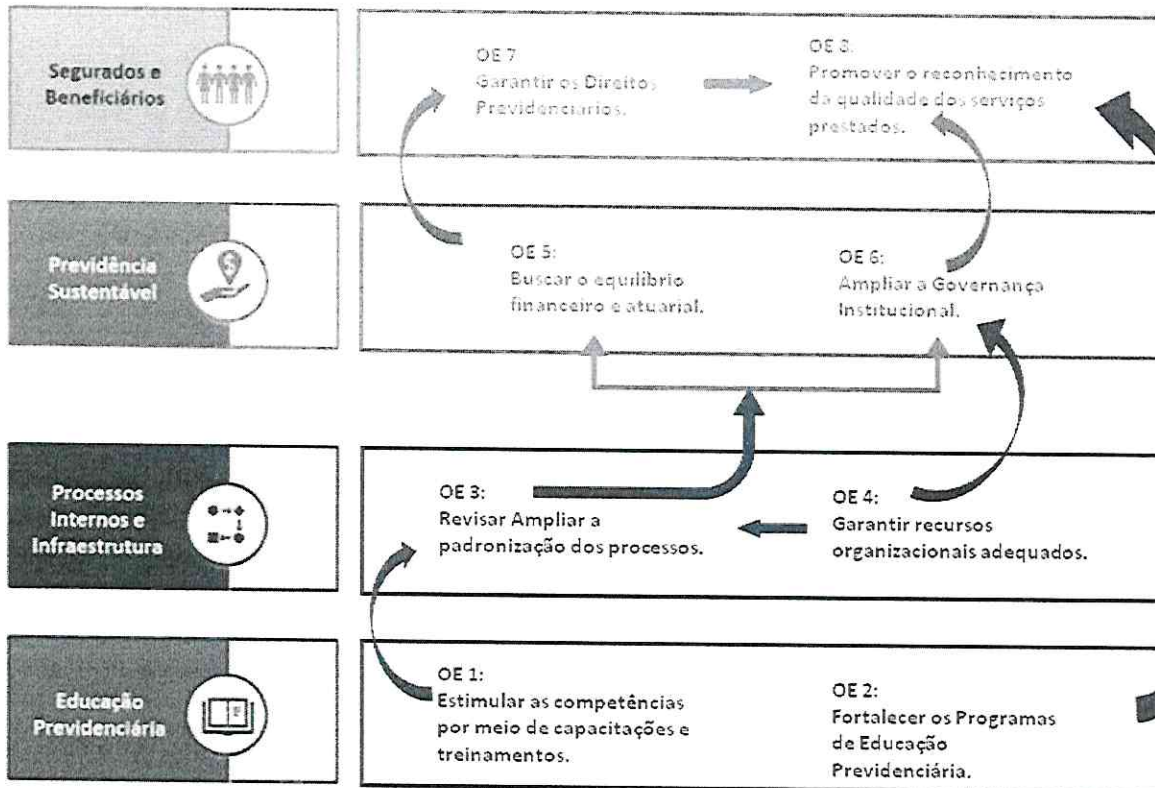 Segurados e
Beneficiários
OE 7
Garantir os Direitos
Previdenciários.
OE 8.
Promover o reconhecimento
da qualidade dos serviços
prestados.
Previdência
Sustentável
OE 5:
Buscar o equilíbrio
financeiro e atuarial.
OE 6:
Ampliar a Governança
Institucional.
Processos
Internos e
Infraestrutura
OE 3:
Revisar Ampliar a
padronização dos processos.
OE 4:
Garantir recursos
organizacionais adequados.
Educação
Previdenciária
OE 1:
Estimular as competências
por meio de capacitações e
treinamentos.
OE 2:
Fortalecer os Programas
de Educação
Previdenciária.